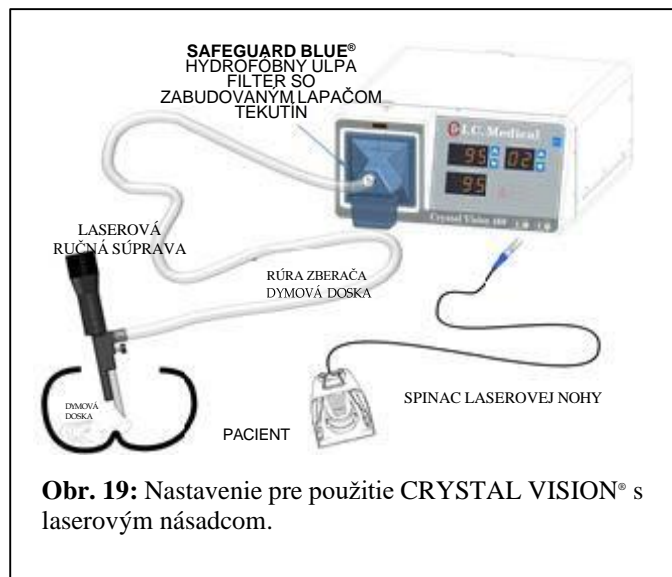 SAFEGUARD BLUE®
HYDROFÓBNY ULPA
FILTER SO
ZABUDOVANÝM LAPAČOM
TEKUTÍN
I.C. Medical
95 02
95
Crystal Vision
LASEROVÁ
RUČNÁ SÚPRAVA
RÚRA ZBERAČA
DYMOVÁ DOSKA
DYMOVÁ
DOSKA
PACIENT
SPINAC LASEROVEJ NOHY
Obr. 19: Nastavenie pre použitie CRYSTAL VISION® s
laserovým násadcom.